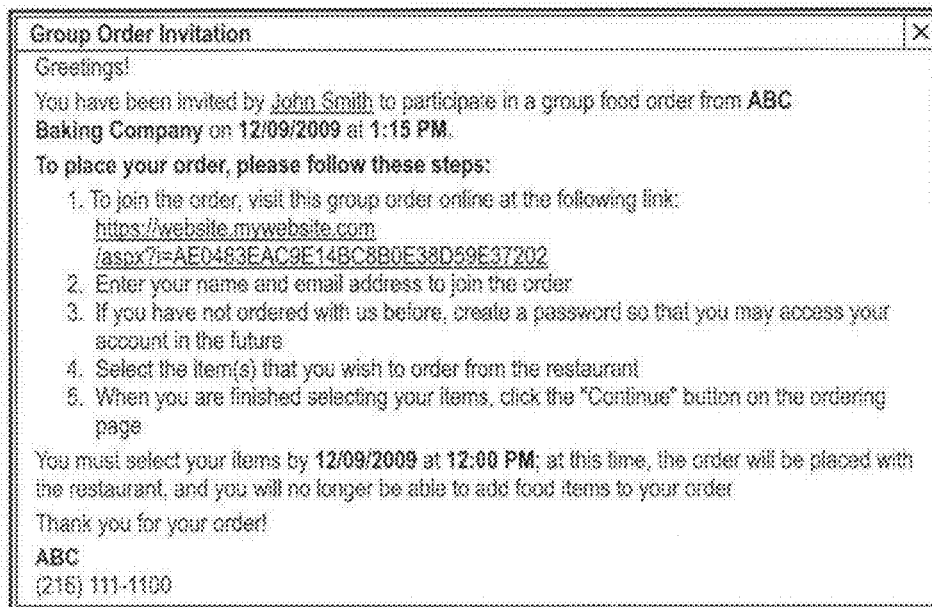 Group Order Invitation X
Greetings!
You have been invited by John Smith to participate in a group food order from ABC
Baking Company on 12/09/2009 at 1:15 PM.
To place your order, please follow these steps:
1. To join the order, visit this group order online at the following link:
https://website.mywebsite.com
/aspx?i=AE0483EAC9E14BC8B0E38D59E37202
2. Enter your name and email address to join the order
3. If you have not ordered with us before, create a password so that you may access your
account in the future
4. Select the item(s) that you wish to order from the restaurant
5. When you are finished selecting your items, click the "Continue" button on the ordering
page
You must select your items by 12/09/2009 at 12:00 PM; at this time, the order will be placed with
the restaurant, and you will no longer be able to add food items to your order
Thank you for your order!
ABC
(216) 111-1100